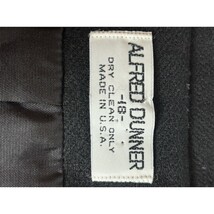 ALFRED DUNNER
-18-
DRY CLEAN ONLY
MADE IN U.S.A.